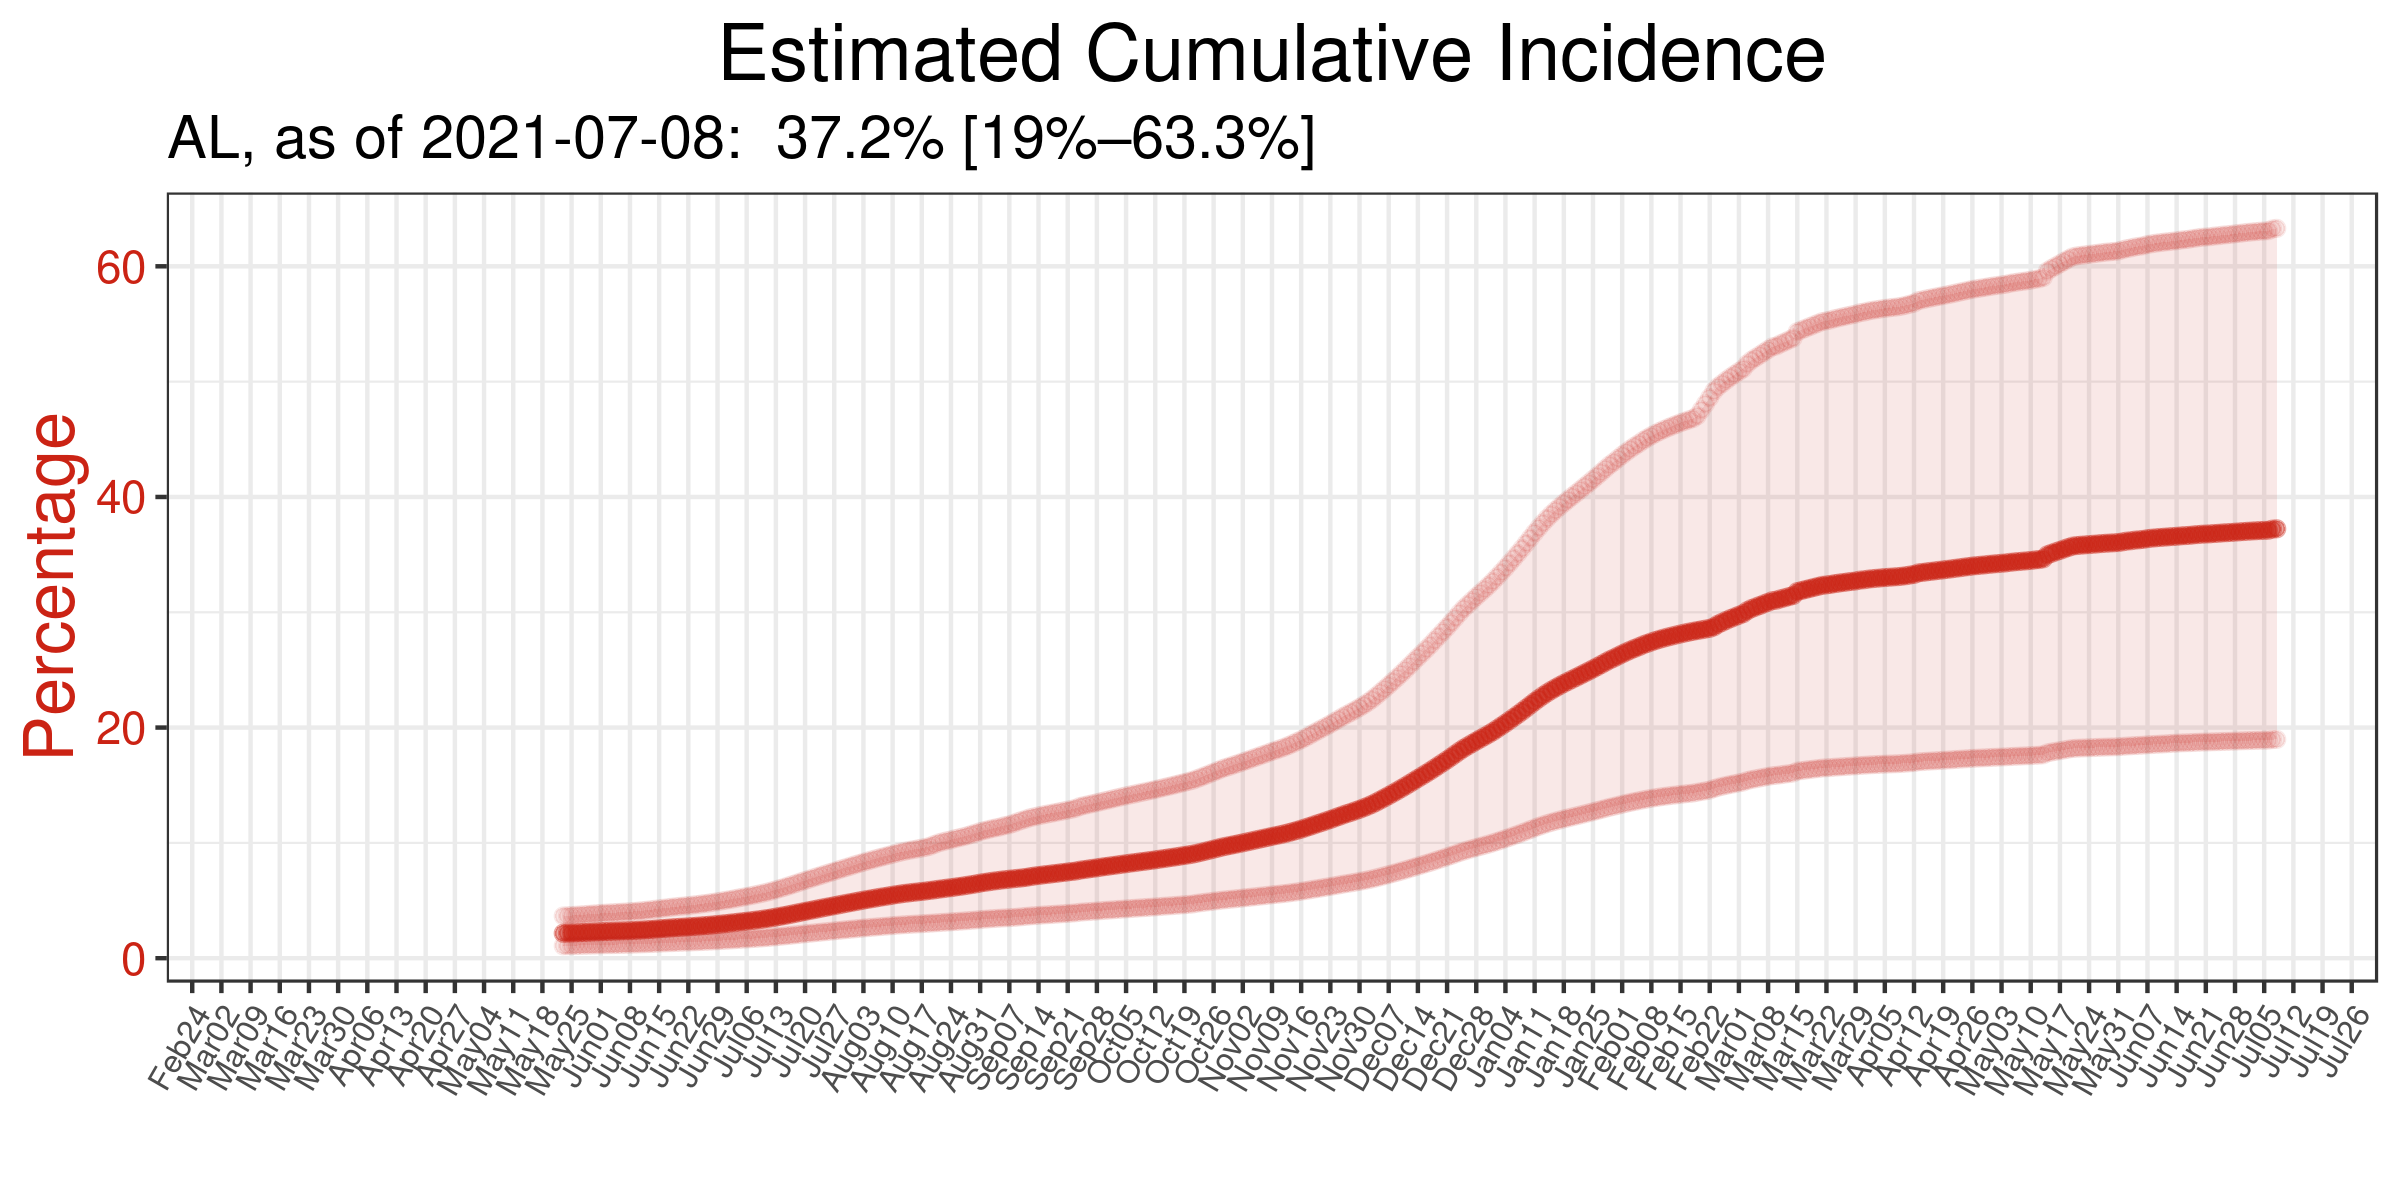 Estimated Cumulative Incidence
AL, as of 2021-07-08:  37.2% [19%–63.3%]
Percentage
60
40
20
0
Feb24
Mar02
Mar09
Mar16
Mar23
Mar30
Apr06
Apr13
Apr20
Apr27
May04
May11
May18
May25
Jun01
Jun08
Jun15
Jun22
Jun29
Jul06
Jul13
Jul20
Jul27
Aug03
Aug10
Aug17
Aug24
Aug31
Sep07
Sep14
Sep21
Sep28
Oct05
Oct12
Oct19
Oct26
Nov02
Nov09
Nov16
Nov23
Nov30
Dec07
Dec14
Dec21
Dec28
Jan04
Jan11
Jan18
Jan25
Feb01
Feb08
Feb15
Feb22
Mar01
Mar08
Mar15
Mar22
Mar29
Apr05
Apr12
Apr19
Apr26
May03
May10
May17
May24
May31
Jun07
Jun14
Jun21
Jun28
Jul05
Jul12
Jul19
Jul26